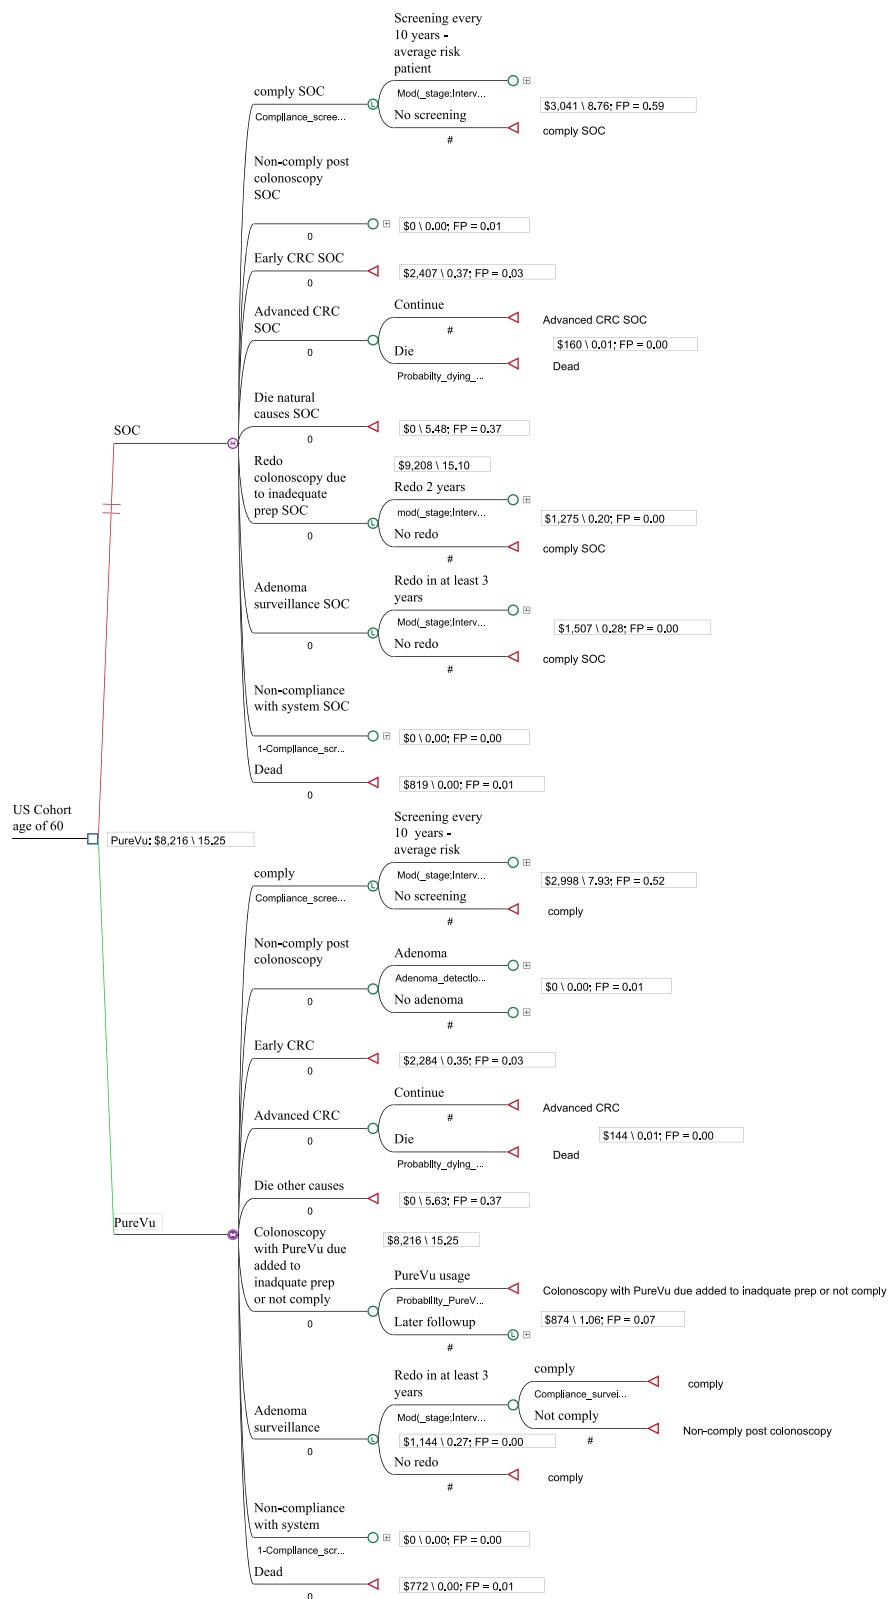 Screening every
10 years -
average risk
patient
Mod(_stage;Interv...
No screening
#
$3,041 \ 8.76; FP = 0.59
comply SOC
comply SOC
Compliance_scree...
Non-comply post
colonoscopy
SOC
0
$0 \ 0.00; FP = 0.01
Early CRC SOC
0
$2,407 \ 0.37; FP = 0.03
Advanced CRC
SOC
0
Continue
#
Advanced CRC SOC
Die
Probabilty_dying_...
$160 \ 0.01; FP = 0.00
Dead
Die natural
causes SOC
0
$0 \ 5.48; FP = 0.37
SOC
$9,208 \ 15.10
Redo
colonoscopy due
to inadequate
prep SOC
0
Redo 2 years
mod(_stage;Interv...
No redo
#
$1,275 \ 0.20; FP = 0.00
comply SOC
Adenoma
surveillance SOC
0
Redo in at least 3
years
Mod(_stage;Interv...
No redo
#
$1,507 \ 0.28; FP = 0.00
comply SOC
Non-compliance
with system SOC
1-Compliance_scr...
$0 \ 0.00; FP = 0.00
Dead
0
$819 \ 0.00; FP = 0.01
US Cohort
age of 60
PureVu: $8,216 \ 15.25
Screening every
10 years -
average risk
Mod(_stage;Interv...
No screening
#
$2,998 \ 7.93; FP = 0.52
comply
comply
Compliance_scree...
Non-comply post
colonoscopy
0
Adenoma
Adenoma_detectio...
No adenoma
#
$0 \ 0.00; FP = 0.01
Early CRC
0
$2,284 \ 0.35; FP = 0.03
Advanced CRC
0
Continue
#
Advanced CRC
Die
Probabilty_dying_...
$144 \ 0.01; FP = 0.00
Dead
Die other causes
0
$0 \ 5.63; FP = 0.37
PureVu
$8,216 \ 15.25
Colonoscopy
with PureVu due
added to
inadquate prep
or not comply
0
PureVu usage
Probability_PureV...
Later followup
#
Colonoscopy with PureVu due added to inadquate prep or not comply
$874 \ 1.06; FP = 0.07
Adenoma
surveillance
0
Redo in at least 3
years
Mod(_stage;Interv...
$1,144 \ 0.27; FP = 0.00
No redo
#
comply
comply
Compliance_survei...
Not comply
#
comply
Non-comply post colonoscopy
Non-compliance
with system
1-Compliance_scr...
$0 \ 0.00; FP = 0.00
Dead
0
$772 \ 0.00; FP = 0.01